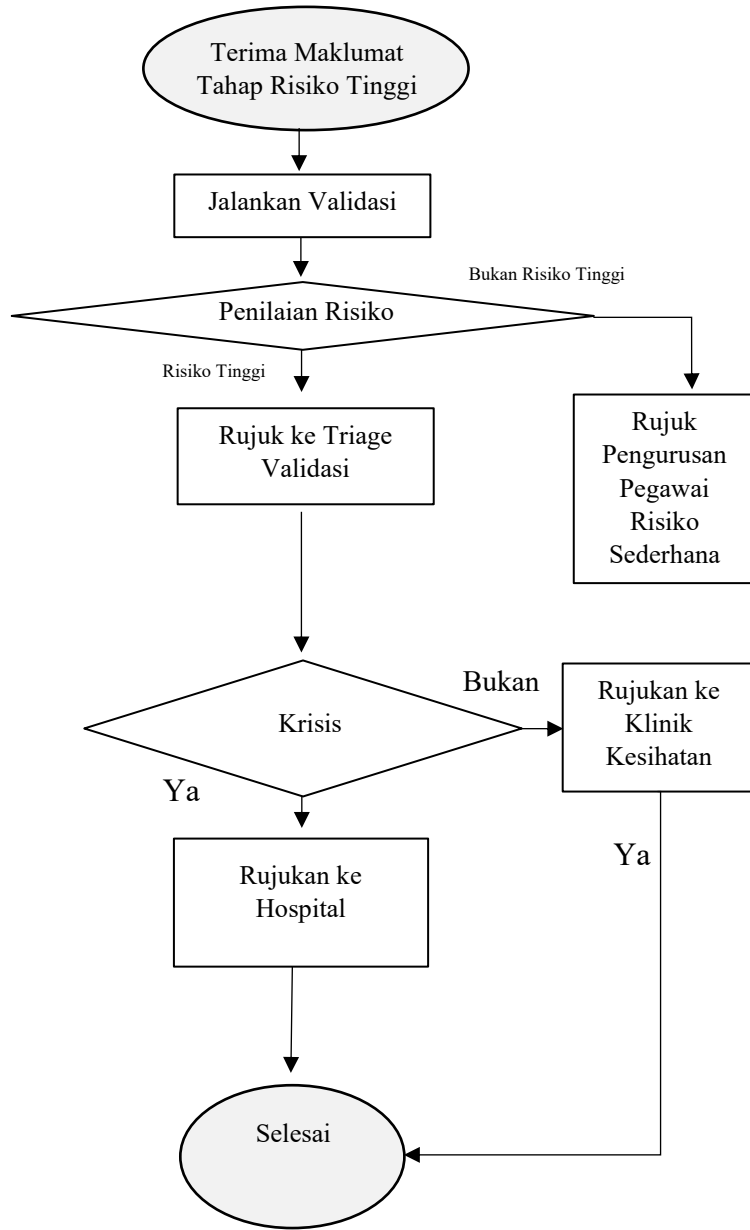 Terima Maklumat
Tahap Risiko Tinggi
Jalankan Validasi
Bukan Risiko Tinggi
Penilaian Risiko
Risiko Tinggi
Rujuk ke Triage
Validasi
Rujuk
Pengurusan
Pegawai
Risiko
Sederhana
Bukan
Krisis
Rujukan ke
Klinik
Kesihatan
Ya
Rujukan ke
Hospital
Ya
Selesai